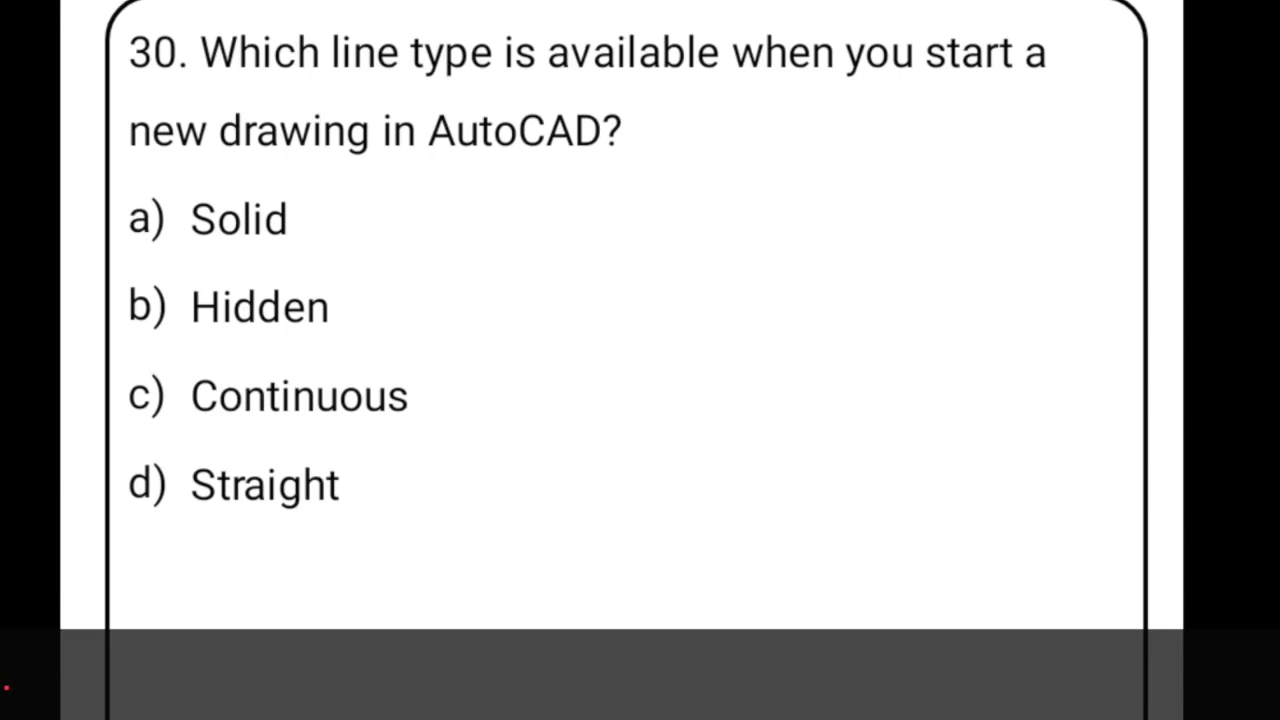 30. Which line type is available when you start a
new drawing in AutoCAD?
a) Solid
b) Hidden
c) Continuous
d) Straight